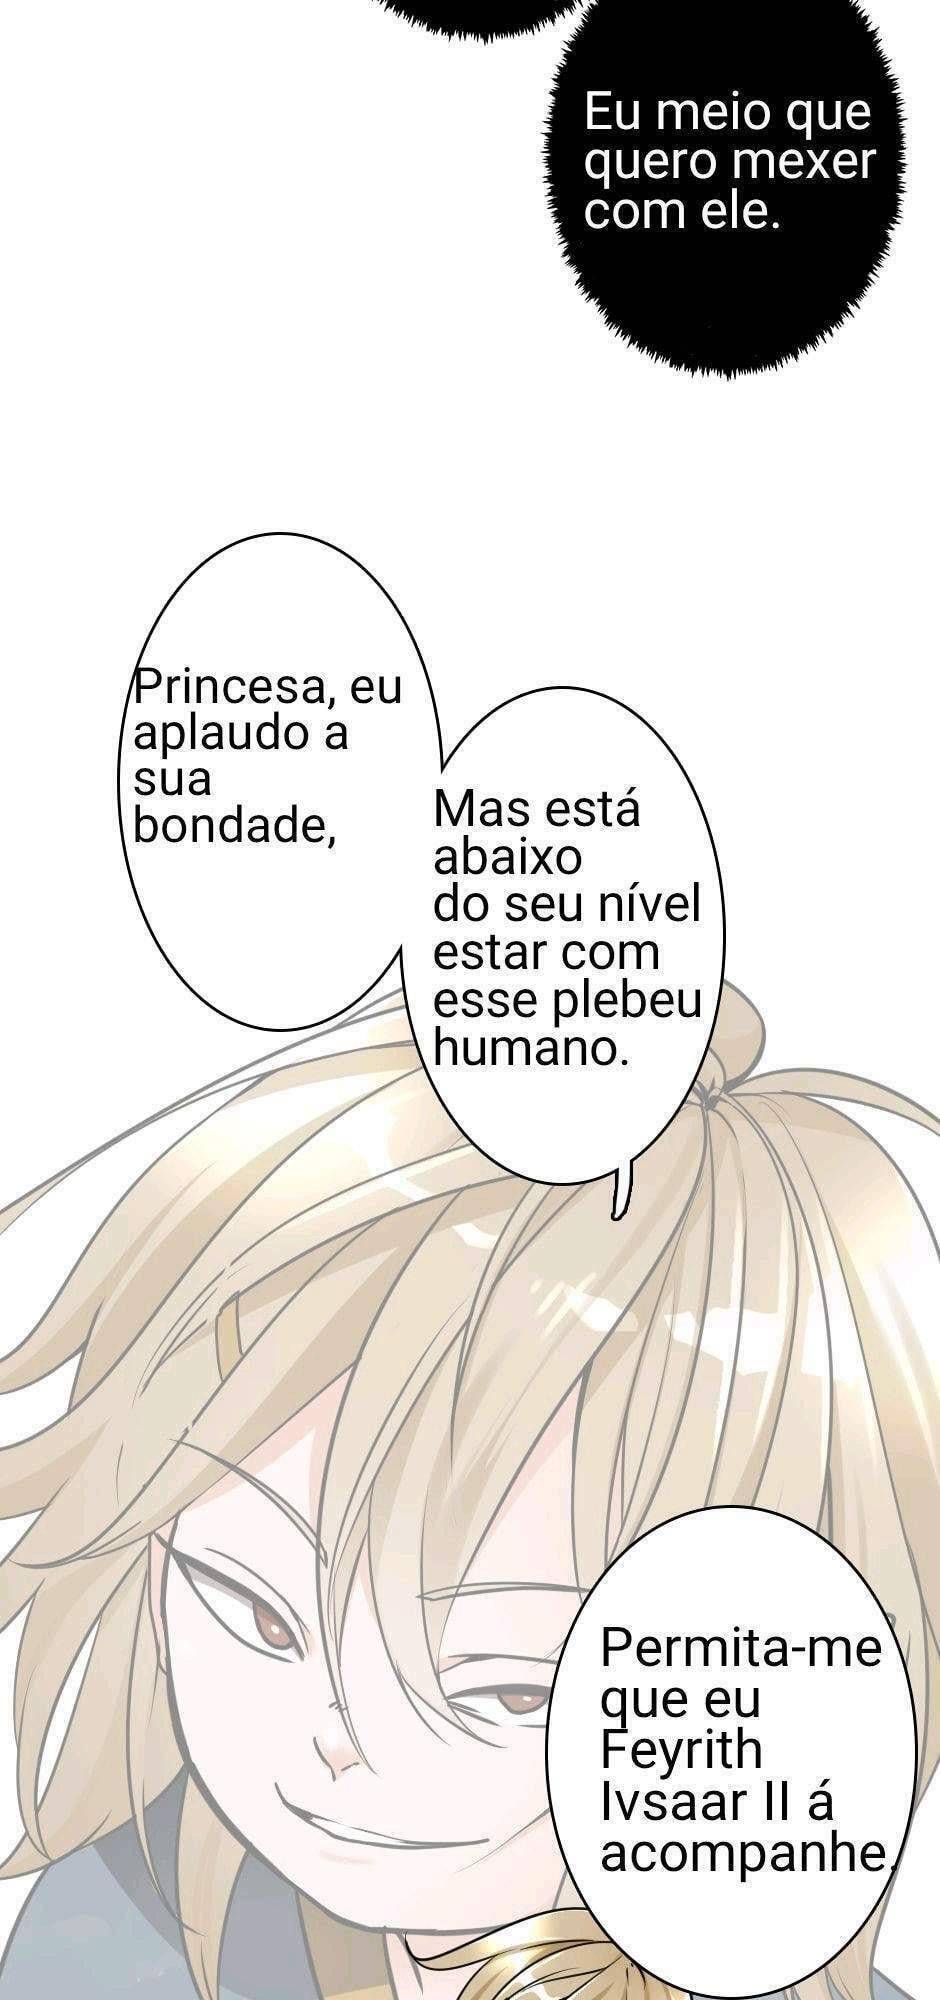 Eu meio que
quero mexer
com ele.
Princesa, eu
aplaudo a
sua
bondade,
Mas está
abaixo
do seu nível
estar com
esse plebeu
humano.
Permita-me
que eu
Feyrith
Ivsaar II á
acompanhe.